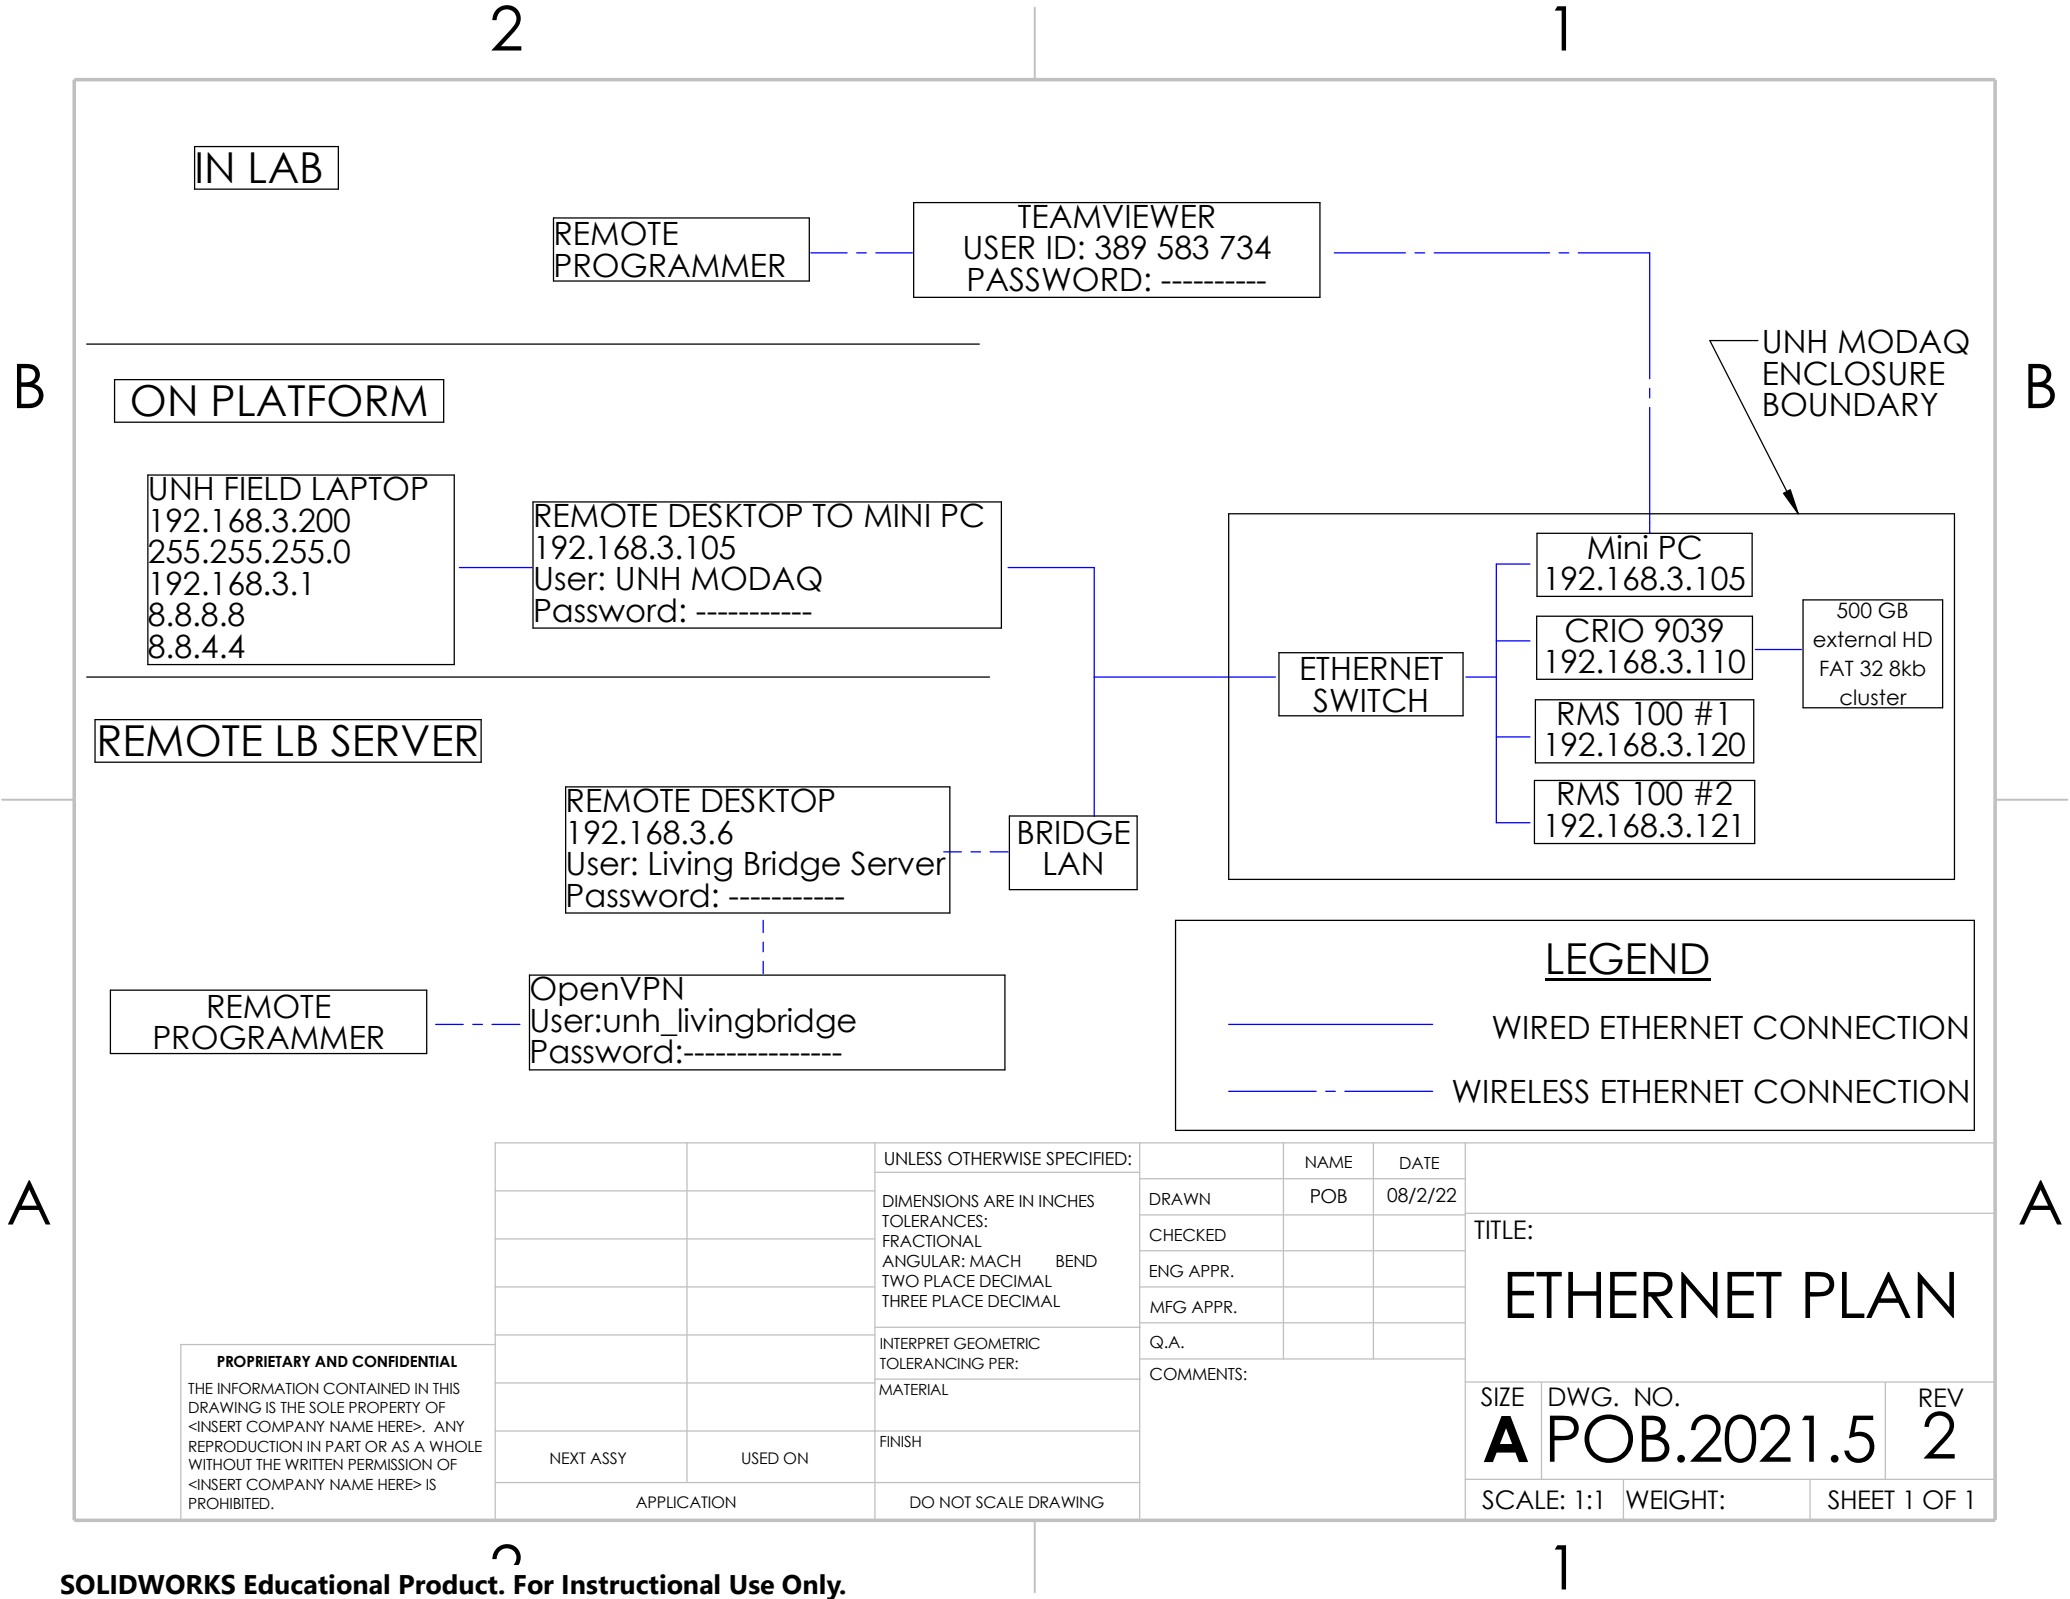 2
1
IN LAB
REMOTE
PROGRAMMER
TEAMVIEWER
USER ID: 389 583 734
PASSWORD: ----------
UNH MODAQ
ENCLOSURE
BOUNDARY
B
B
ON PLATFORM
UNH FIELD LAPTOP
192.168.3.200
255.255.255.0
192.168.3.1
8.8.8.8
8.8.4.4
REMOTE DESKTOP TO MINI PC
192.168.3.105
User: UNH MODAQ
Password: -----------
Mini PC
192.168.3.105
CRIO 9039
192.168.3.110
500 GB
external HD
FAT 32 8kb
cluster
ETHERNET
SWITCH
RMS 100 #1
192.168.3.120
RMS 100 #2
192.168.3.121
REMOTE LB SERVER
REMOTE DESKTOP
192.168.3.6
User: Living Bridge Server
Password: -----------
BRIDGE
LAN
REMOTE
PROGRAMMER
OpenVPN
User:unh_livingbridge
Password:---------------
LEGEND
WIRED ETHERNET CONNECTION
WIRELESS ETHERNET CONNECTION
A
A
PROPRIETARY AND CONFIDENTIAL
THE INFORMATION CONTAINED IN THIS
DRAWING IS THE SOLE PROPERTY OF
<INSERT COMPANY NAME HERE>. ANY
REPRODUCTION IN PART OR AS A WHOLE
WITHOUT THE WRITTEN PERMISSION OF
<INSERT COMPANY NAME HERE> IS
PROHIBITED.
NEXT ASSY
USED ON
APPLICATION
UNLESS OTHERWISE SPECIFIED:
DIMENSIONS ARE IN INCHES
TOLERANCES:
FRACTIONAL
ANGULAR: MACH BEND
TWO PLACE DECIMAL
THREE PLACE DECIMAL
INTERPRET GEOMETRIC
TOLERANCING PER:
MATERIAL
FINISH
DO NOT SCALE DRAWING
NAME DATE
DRAWN POB 08/2/22
CHECKED
ENG APPR.
MFG APPR.
Q.A.
COMMENTS:
TITLE:
ETHERNET PLAN
SIZE DWG. NO. REV
A POB.2021.5 2
SCALE: 1:1 WEIGHT: SHEET 1 OF 1
2
1
SOLIDWORKS Educational Product. For Instructional Use Only.